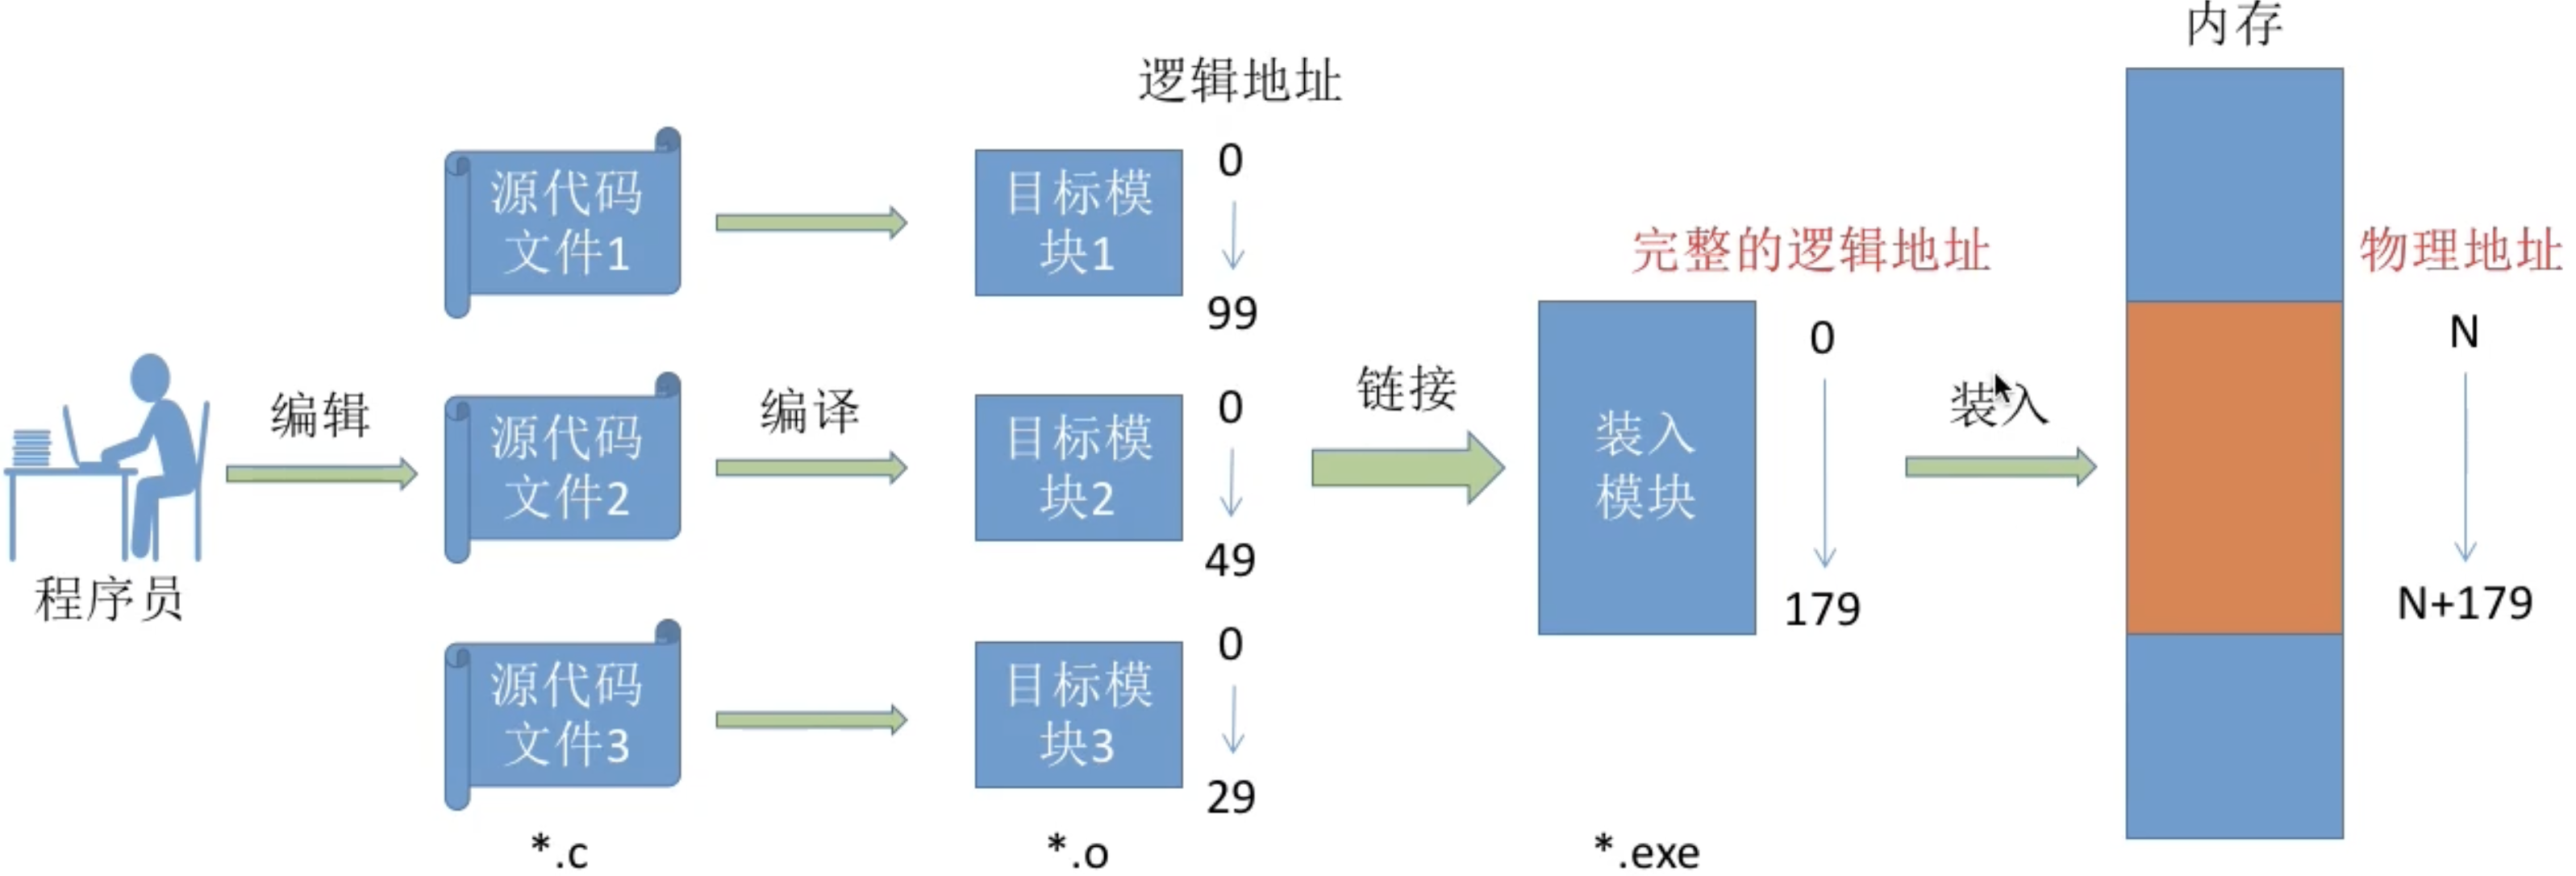 内存
逻辑地址
源代码
文件1
目标模
块1
0
99
完整的逻辑地址
物理地址
程序员
编辑
源代码
文件2
编译
目标模
块2
0
49
链接
装入
模块
0
179
装入
N
N+179
源代码
文件3
目标模
块3
0
29
*.c
*.o
*.exe